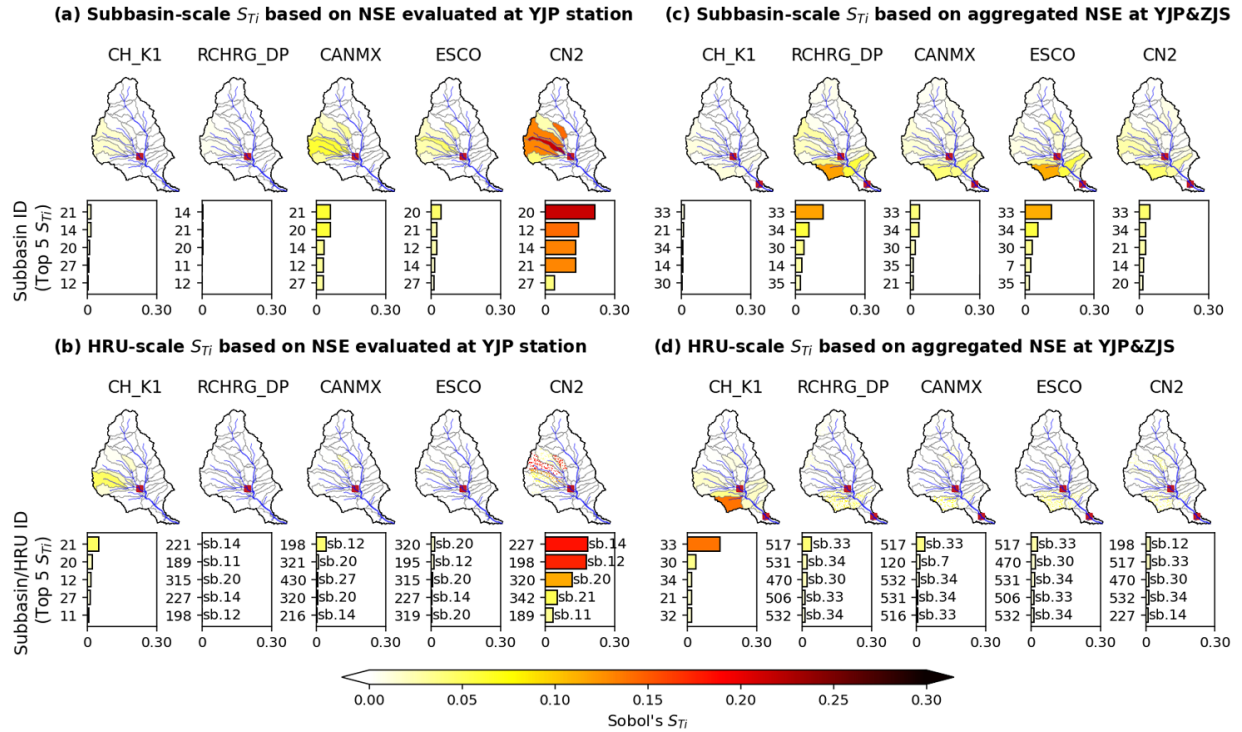 (a) Subbasin-scale S_Ti based on NSE evaluated at YJP station
CH_K1 RCHRG_DP CANMX ESCO CN2
Subbasin ID
(Top 5 S_Ti)
21 14 21 20 20
14 21 20 21 12
20 20 14 12 14
27 11 12 14 21
12 12 27 27 27
0 0.30 0 0.30 0 0.30 0 0.30 0 0.30
(c) Subbasin-scale S_Ti based on aggregated NSE at YJP&ZJS
CH_K1 RCHRG_DP CANMX ESCO CN2
33 33 33 33 33
21 34 34 34 34
34 30 30 30 21
14 14 35 7 14
30 35 21 35 20
0 0.30 0 0.30 0 0.30 0 0.30 0 0.30
(b) HRU-scale S_Ti based on NSE evaluated at YJP station
CH_K1 RCHRG_DP CANMX ESCO CN2
Subbasin/HRU ID
(Top 5 S_Ti)
21 221 sb.14 198 sb.12 320 sb.20 227 sb.14
20 189 sb.11 321 sb.20 195 sb.12 198 sb.12
12 315 sb.20 430 sb.27 315 sb.20 320 sb.20
27 227 sb.14 320 sb.20 227 sb.14 342 sb.21
11 198 sb.12 216 sb.14 319 sb.20 189 sb.11
0 0.30 0 0.30 0 0.30 0 0.30 0 0.30
(d) HRU-scale S_Ti based on aggregated NSE at YJP&ZJS
CH_K1 RCHRG_DP CANMX ESCO CN2
33 517 sb.33 517 sb.33 517 sb.33 198 sb.12
30 531 sb.34 120 sb.7 470 sb.30 517 sb.33
34 470 sb.30 532 sb.34 531 sb.34 470 sb.30
21 506 sb.33 531 sb.34 506 sb.33 532 sb.34
32 532 sb.34 516 sb.33 532 sb.34 227 sb.14
0 0.30 0 0.30 0 0.30 0 0.30 0 0.30
0.00 0.05 0.10 0.15 0.20 0.25 0.30
Sobol's S_Ti